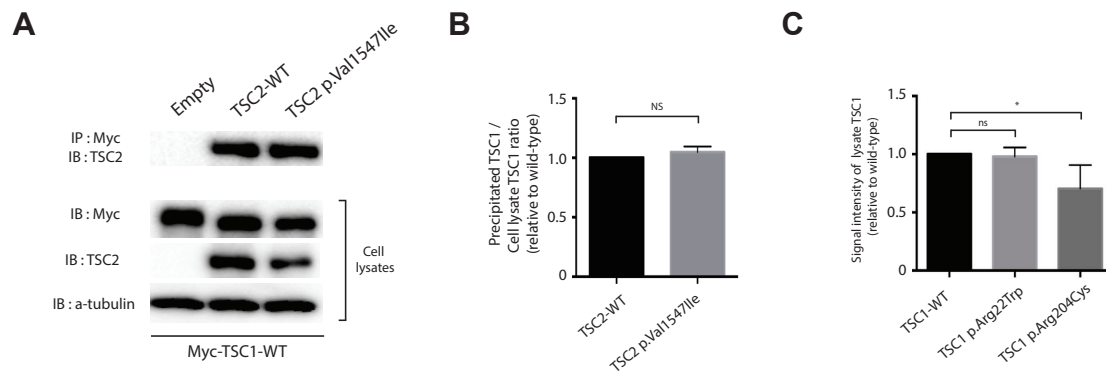 A
Empty
TSC2-WT
TSC2 p.Val1547Ile
IP : Myc
IB : TSC2
IB : Myc
IB : TSC2
IB : a-tubulin
Cell
lysates
Myc-TSC1-WT
B
Precipitated TSC1 /
Cell lysate TSC1 ratio
(relative to wild-type)
1.5
1.0
0.5
0
NS
TSC2-WT
TSC2 p.Val1547Ile
C
Signal intensity of lysate TSC1
(relative to wild-type)
1.5
1.0
0.5
0
*
ns
TSC1-WT
TSC1 p.Arg22Trp
TSC1 p.Arg204Cys